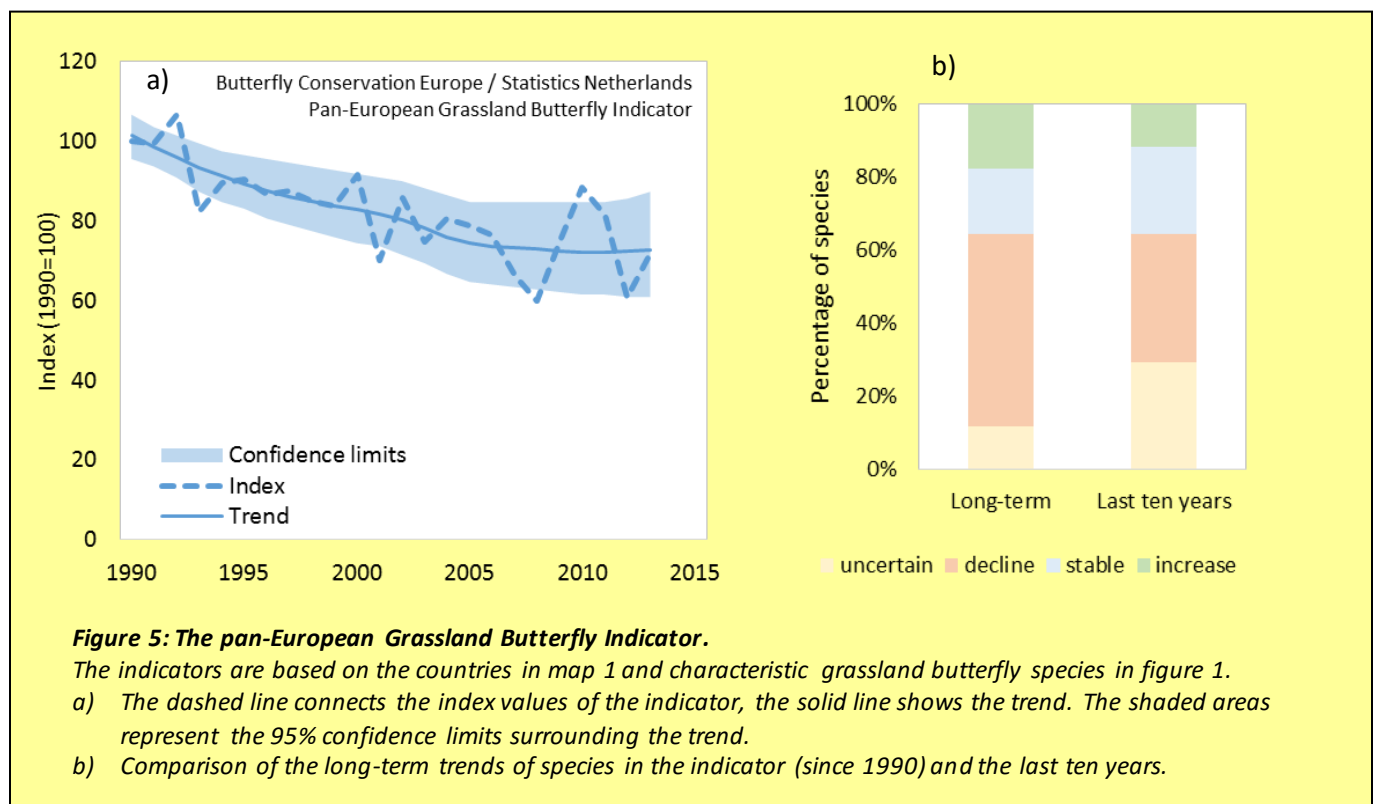 a)
Butterfly Conservation Europe / Statistics Netherlands
Pan-European Grassland Butterfly Indicator
Index (1990=100)
120
100
80
60
40
20
0
1990 1995 2000 2005 2010 2015
Confidence limits
Index
Trend
b)
Percentage of species
100%
80%
60%
40%
20%
0%
Long-term Last ten years
uncertain decline stable increase
Figure 5: The pan-European Grassland Butterfly Indicator.
The indicators are based on the countries in map 1 and characteristic grassland butterfly species in figure 1.
a) The dashed line connects the index values of the indicator, the solid line shows the trend. The shaded areas
represent the 95% confidence limits surrounding the trend.
b) Comparison of the long-term trends of species in the indicator (since 1990) and the last ten years.